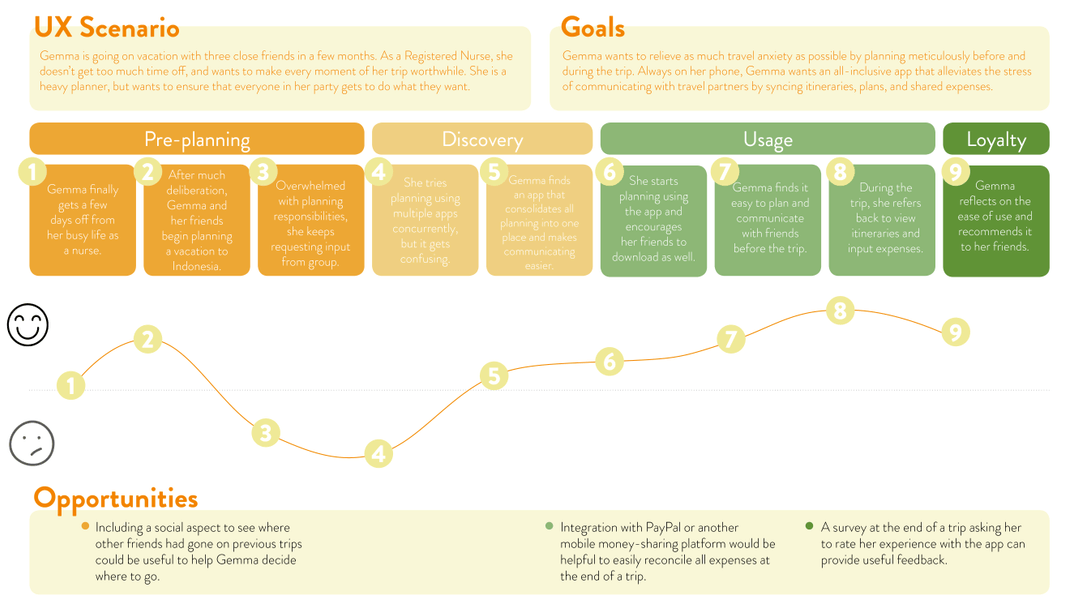 UX Scenario
Gemma is going on vacation with three close friends in a few months. As a Registered Nurse, she
doesn't get too much time off, and wants to make every moment of her trip worthwhile. She is a
heavy planner, but wants to ensure that everyone in her party gets to do what they want.
Goals
Gemma wants to relieve as much travel anxiety as possible by planning meticulously before and
during the trip. Always on her phone, Gemma wants an all-inclusive app that alleviates the stress
of communicating with travel partners by syncing itineraries, plans, and shared expenses.
Pre-planning
Discovery
Usage
Loyalty
1
Gemma finally
gets a few
days off from
her busy life as
a nurse.
2
After much
deliberation,
Gemma and
her friends
begin planning
a vacation to
Indonesia.
3
Overwhelmed
with planning
responsibilities,
she keeps
requesting input
from group.
4
She tries
planning using
multiple apps
concurrently,
but it gets
confusing.
5
Gemma finds
an app that
consolidates all
planning into one
place and makes
communicating
easier.
6
She starts
planning using
the app and
encourages
her friends to
download as well.
7
Gemma finds it
easy to plan and
communicate
with friends
before the trip.
8
During the
trip, she refers
back to view
itineraries and
input expenses.
9
Gemma
reflects on the
ease of use and
recommends it
to her friends.
1
2
3
4
5
6
7
8
9
Opportunities
Including a social aspect to see where
other friends had gone on previous trips
could be useful to help Gemma decide
where to go.
Integration with PayPal or another
mobile money-sharing platform would be
helpful to easily reconcile all expenses at
the end of a trip.
A survey at the end of a trip asking her
to rate her experience with the app can
provide useful feedback.